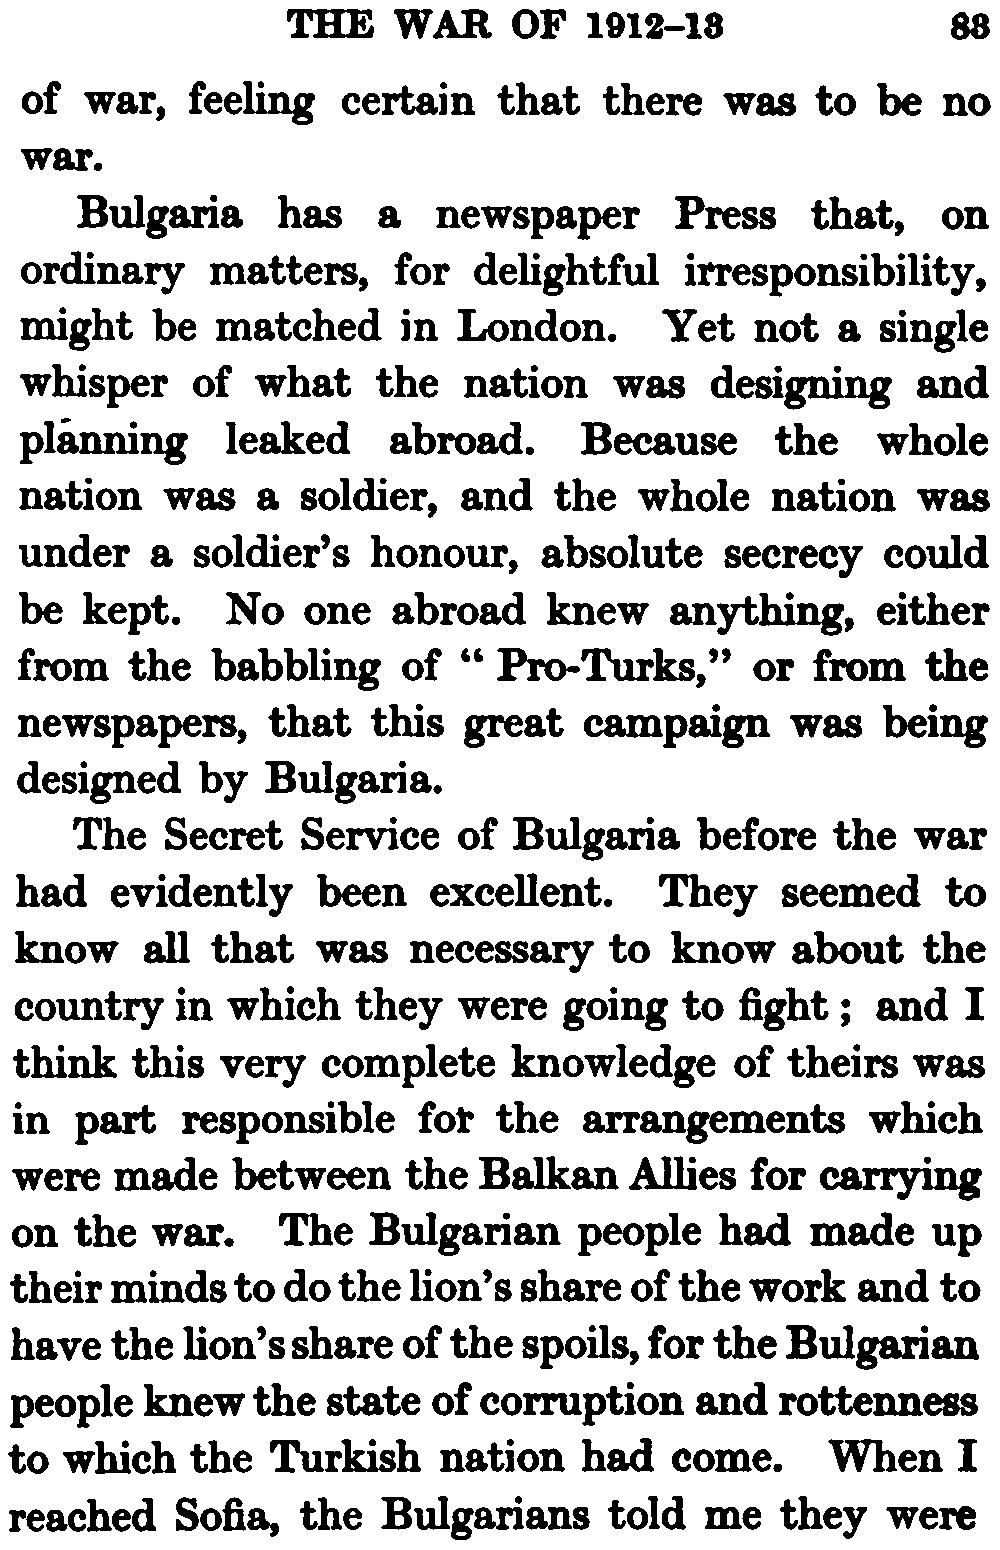 THE WAR OF 1912–13 83
of war, feeling certain that there was to be no
war.
Bulgaria has a newspaper Press that, on
ordinary matters, for delightful irresponsibility,
might be matched in London. Yet not a single
whisper of what the nation was designing and
planning leaked abroad. Because the whole
nation was a soldier, and the whole nation was
under a soldier's honour, absolute secrecy could
be kept. No one abroad knew anything, either
from the babbling of " Pro-Turks," or from the
newspapers, that this great campaign was being
designed by Bulgaria.
The Secret Service of Bulgaria before the war
had evidently been excellent. They seemed to
know all that was necessary to know about the
country in which they were going to fight ; and I
think this very complete knowledge of theirs was
in part responsible for the arrangements which
were made between the Balkan Allies for carrying
on the war. The Bulgarian people had made up
their minds to do the lion's share of the work and to
have the lion's share of the spoils, for the Bulgarian
people knew the state of corruption and rottenness
to which the Turkish nation had come. When I
reached Sofia, the Bulgarians told me they were